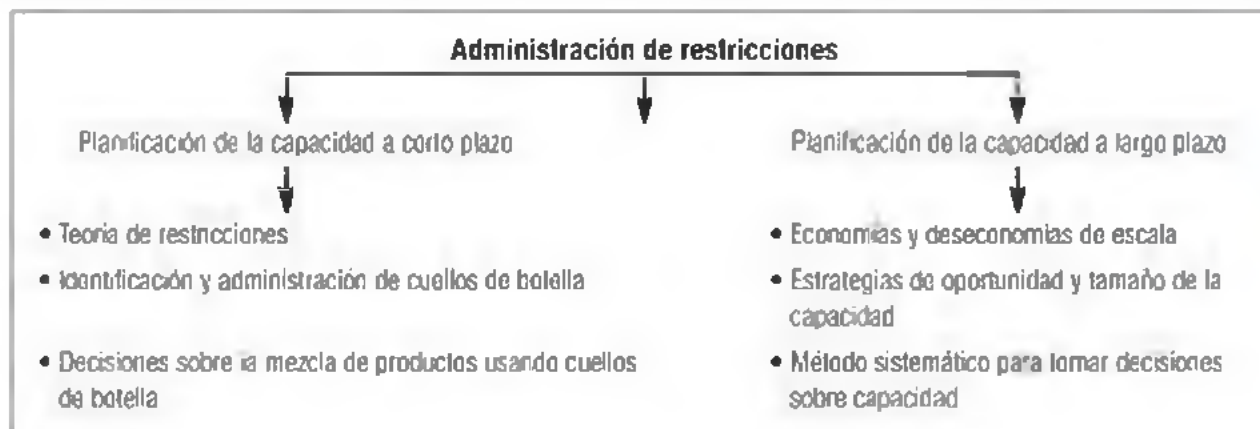 Administración de restricciones
Planificación de la capacidad a corto plazo
Planificación de la capacidad a largo plazo
• Teoría de restricciones
• Identificación y administración de cuellos de botella
• Decisiones sobre la mezcla de productos usando cuellos
de botella
• Economías y deseconomías de escala
• Estrategias de oportunidad y tamaño de la
capacidad
• Método sistemático para tomar decisiones
sobre capacidad